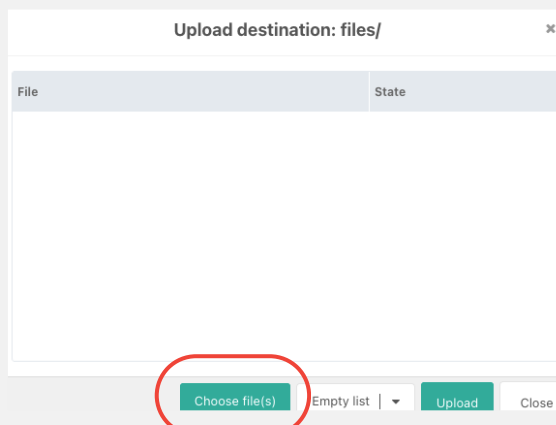 Upload destination: files/
File State
Choose file(s) Empty list Upload Close